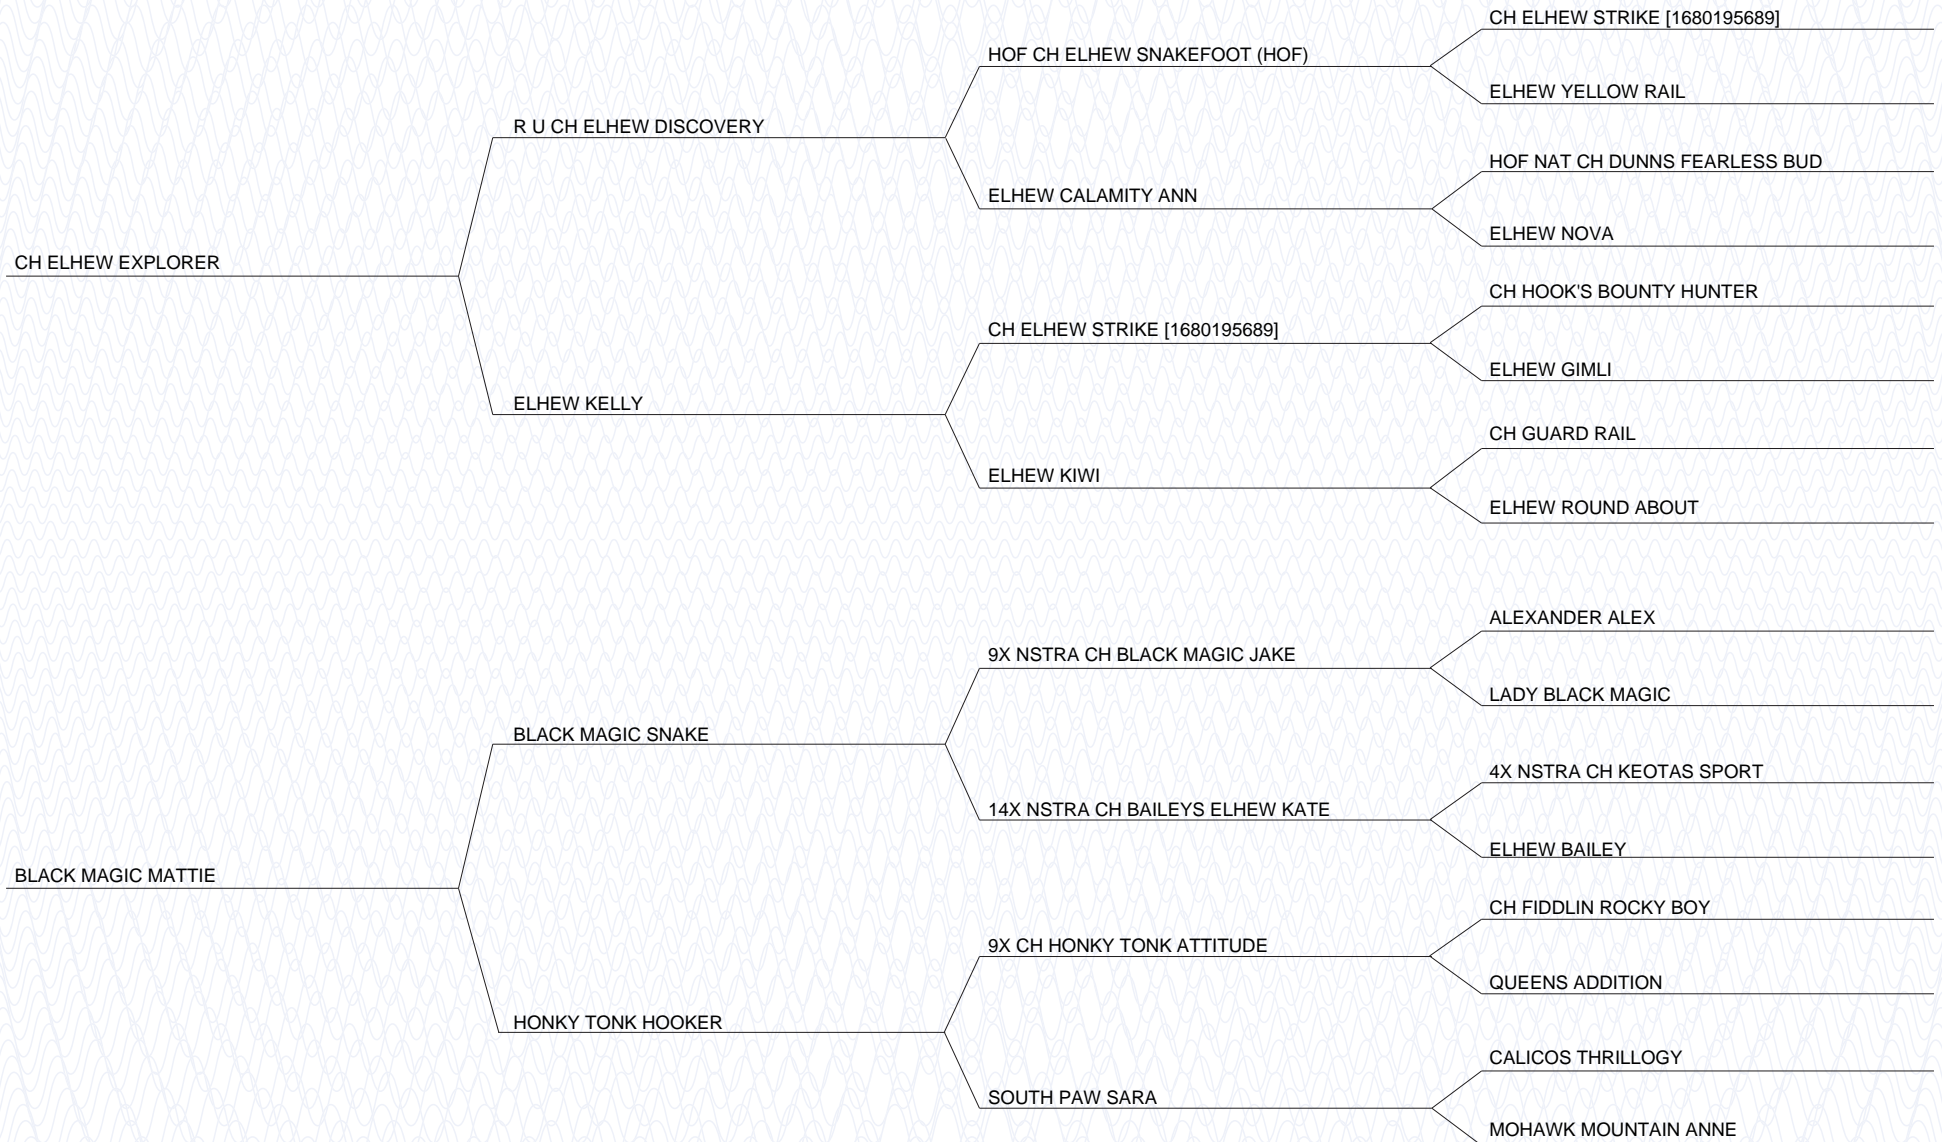 CH ELHEW STRIKE [1680195689]
HOF CH ELHEW SNAKEFOOT (HOF)
ELHEW YELLOW RAIL
R U CH ELHEW DISCOVERY
HOF NAT CH DUNNS FEARLESS BUD
ELHEW CALAMITY ANN
ELHEW NOVA
CH ELHEW EXPLORER
CH HOOK'S BOUNTY HUNTER
CH ELHEW STRIKE [1680195689]
ELHEW GIMLI
ELHEW KELLY
CH GUARD RAIL
ELHEW KIWI
ELHEW ROUND ABOUT
ALEXANDER ALEX
9X NSTRA CH BLACK MAGIC JAKE
LADY BLACK MAGIC
BLACK MAGIC SNAKE
4X NSTRA CH KEOTAS SPORT
14X NSTRA CH BAILEYS ELHEW KATE
ELHEW BAILEY
BLACK MAGIC MATTIE
CH FIDDLIN ROCKY BOY
9X CH HONKY TONK ATTITUDE
QUEENS ADDITION
HONKY TONK HOOKER
CALICOS THRILLOGY
SOUTH PAW SARA
MOHAWK MOUNTAIN ANNE